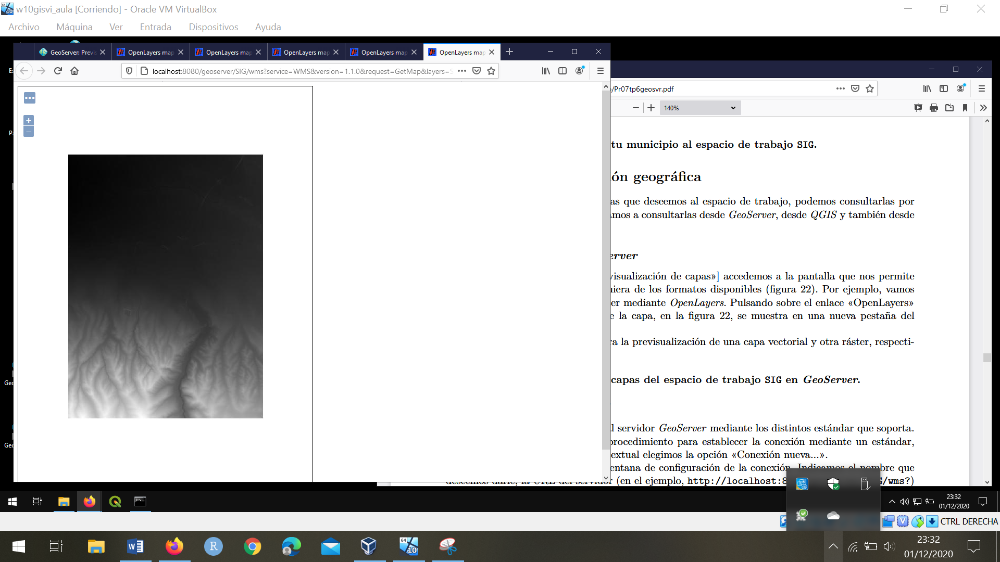 w10gisvi_aula [Corriendo] - Oracle VM VirtualBox
Archivo Máquina Ver Entrada Dispositivos Ayuda
GeoServer: Previs
OpenLayers map
OpenLayers map
OpenLayers map
OpenLayers map
OpenLayers map
localhost:8080/geoserver/SIG/wms?service=WMS&version=1.1.0&request=GetMap&layers=S
+
−
/Pr07tp6geosvr.pdf
140%
tu municipio al espacio de trabajo SIG.
ión geográfica
as que deseemos al espacio de trabajo, podemos consultarlas por
amos a consultarlas desde GeoServer, desde QGIS y también desde
erver
visualización de capas»] accedemos a la pantalla que nos permite
uiera de los formatos disponibles (figura 22). Por ejemplo, vamos
er mediante OpenLayers. Pulsando sobre el enlace «OpenLayers»
e la capa, en la figura 22, se muestra en una nueva pestaña del
ra la previsualización de una capa vectorial y otra ráster, respecti-
capas del espacio de trabajo SIG en GeoServer.
l servidor GeoServer mediante los distintos estándar que soporta.
procedimiento para establecer la conexión mediante un estándar,
extual elegimos la opción «Conexión nueva...».
entana de configuración de la conexión. Indicamos el nombre que
deseemos darle, la URL del servidor (en el ejemplo, http://localhost:8 G/wms?)
Es
P
Geo
Geo
23:32
01/12/2020
CTRL DERECHA
23:32
01/12/2020